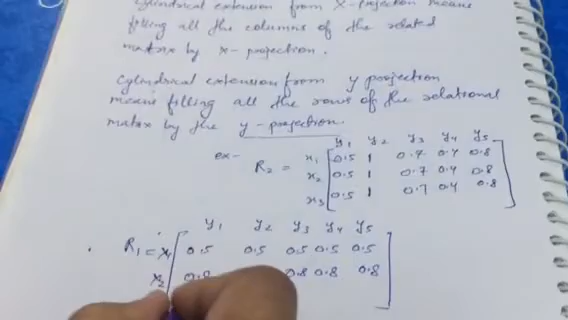 Cylindrical extension from X-projection means
filling all the columns of the related
matrix by x-projection.
Cylindrical extension from y projection
means filling all the rows of the relational
matrix by the y-projection.
y1 y2 y3 y4 y5
ex- x1 0.5 1 0.7 0.4 0.8
R2 = x2 0.5 1 0.7 0.4 0.8
x3 0.5 1 0.7 0.4 0.8
y1 y2 y3 y4 y5
R1 = x1 0.5 0.5 0.5 0.5 0.5
x2 0.8 0.8 0.8 0.8